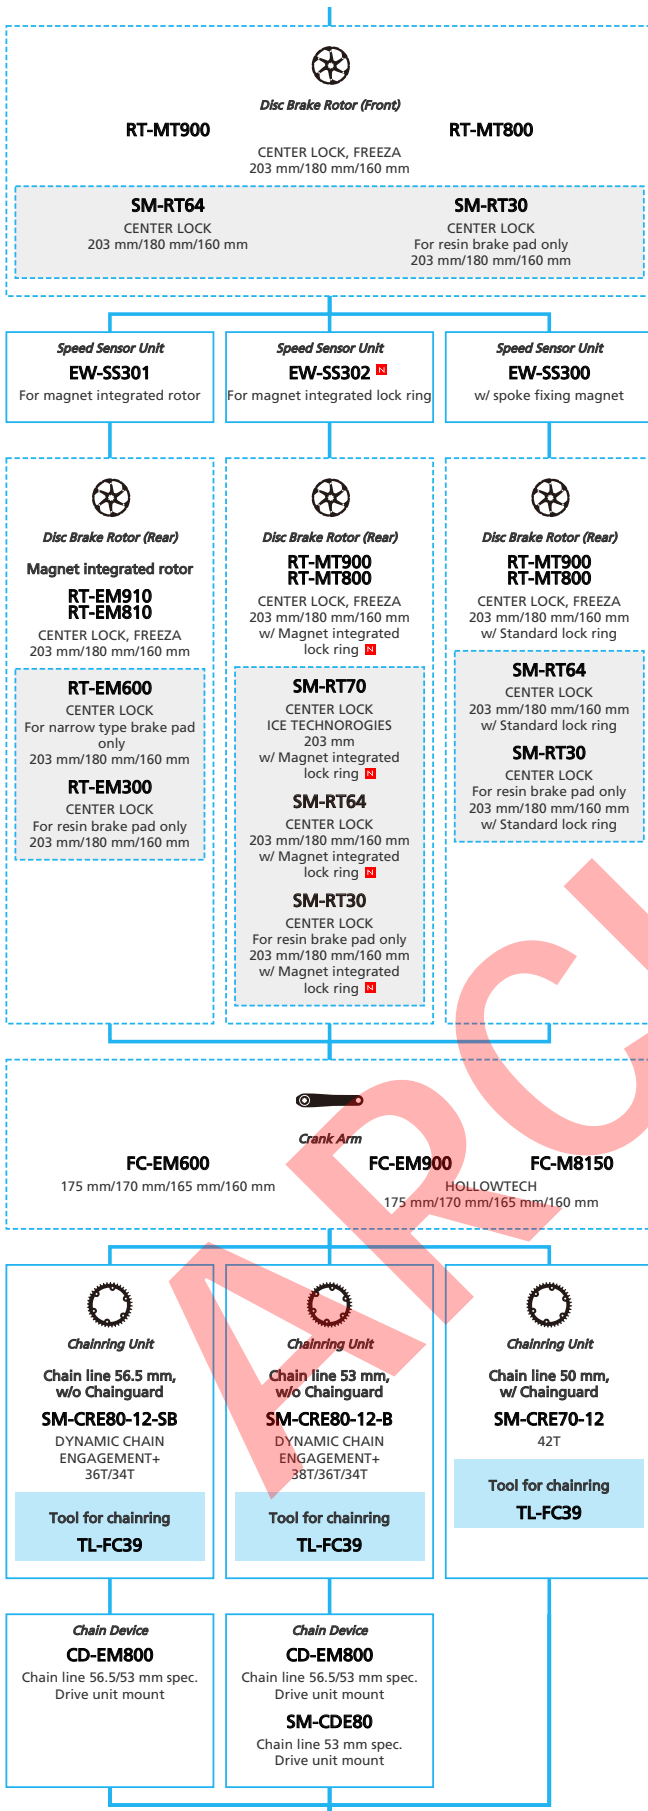 Disc Brake Rotor (Front)
RT-MT900
RT-MT800
CENTER LOCK, FREEZA
203 mm/180 mm/160 mm
SM-RT64
CENTER LOCK
203 mm/180 mm/160 mm
SM-RT30
CENTER LOCK
For resin brake pad only
203 mm/180 mm/160 mm
Speed Sensor Unit
EW-SS301
For magnet integrated rotor
Speed Sensor Unit
EW-SS302 N
For magnet integrated lock ring
Speed Sensor Unit
EW-SS300
w/ spoke fixing magnet
Disc Brake Rotor (Rear)
Magnet integrated rotor
RT-EM910
RT-EM810
CENTER LOCK, FREEZA
203 mm/180 mm/160 mm
RT-EM600
CENTER LOCK
For narrow type brake pad
only
203 mm/180 mm/160 mm
RT-EM300
CENTER LOCK
For resin brake pad only
203 mm/180 mm/160 mm
Disc Brake Rotor (Rear)
RT-MT900
RT-MT800
CENTER LOCK, FREEZA
203 mm/180 mm/160 mm
w/ Magnet integrated
lock ring N
SM-RT70
CENTER LOCK
ICE TECHNOROGIES
203 mm
w/ Magnet integrated
lock ring N
SM-RT64
CENTER LOCK
203 mm/180 mm/160 mm
w/ Magnet integrated
lock ring N
SM-RT30
CENTER LOCK
For resin brake pad only
203 mm/180 mm/160 mm
w/ Magnet integrated
lock ring N
Disc Brake Rotor (Rear)
RT-MT900
RT-MT800
CENTER LOCK, FREEZA
203 mm/180 mm/160 mm
w/ Standard lock ring
SM-RT64
CENTER LOCK
203 mm/180 mm/160 mm
w/ Standard lock ring
SM-RT30
CENTER LOCK
For resin brake pad only
203 mm/180 mm/160 mm
w/ Standard lock ring
Crank Arm
FC-EM600
175 mm/170 mm/165 mm/160 mm
FC-EM900
FC-M8150
HOLLOWTECH
175 mm/170 mm/165 mm/160 mm
Chainring Unit
Chain line 56.5 mm,
w/o Chainguard
SM-CRE80-12-SB
DYNAMIC CHAIN
ENGAGEMENT+
36T/34T
Tool for chainring
TL-FC39
Chainring Unit
Chain line 53 mm,
w/o Chainguard
SM-CRE80-12-B
DYNAMIC CHAIN
ENGAGEMENT+
38T/36T/34T
Tool for chainring
TL-FC39
Chainring Unit
Chain line 50 mm,
w/ Chainguard
SM-CRE70-12
42T
Tool for chainring
TL-FC39
Chain Device
CD-EM800
Chain line 56.5/53 mm spec.
Drive unit mount
Chain Device
CD-EM800
Chain line 56.5/53 mm spec.
Drive unit mount
SM-CDE80
Chain line 53 mm spec.
Drive unit mount